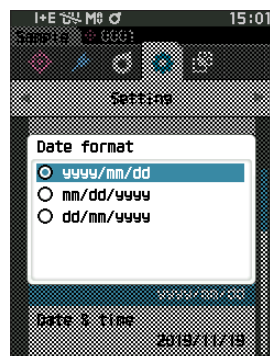 I+E M0 15:01
Sample 0001
Setting
Date format
yyyy/mm/dd
mm/dd/yyyy
dd/mm/yyyy
yyyy/mm/dd
Date & time
2019/11/19